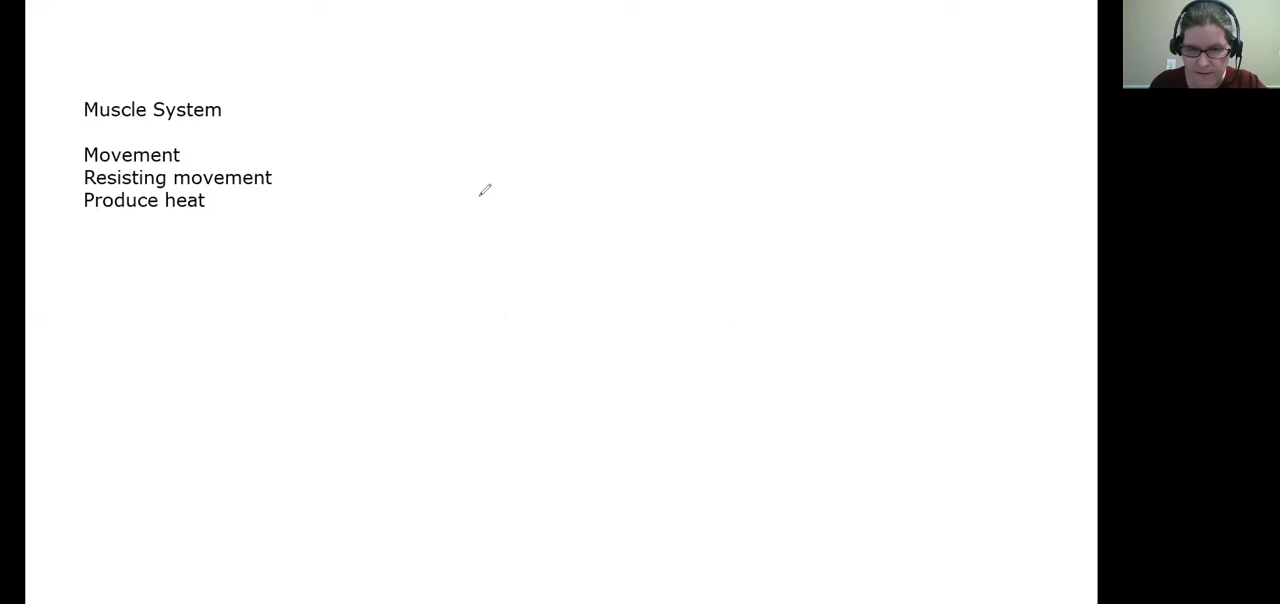 Muscle System
Movement
Resisting movement
Produce heat